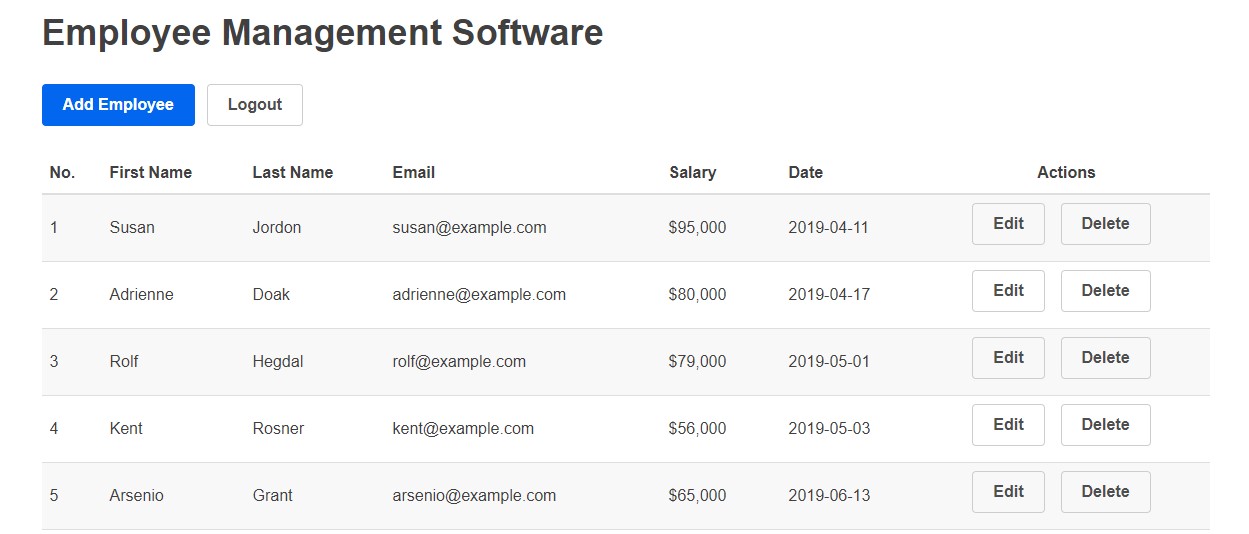 Employee Management Software
Add Employee Logout
No. First Name Last Name Email Salary Date Actions
1 Susan Jordon susan@example.com $95,000 2019-04-11 Edit Delete
2 Adrienne Doak adrienne@example.com $80,000 2019-04-17 Edit Delete
3 Rolf Hegdal rolf@example.com $79,000 2019-05-01 Edit Delete
4 Kent Rosner kent@example.com $56,000 2019-05-03 Edit Delete
5 Arsenio Grant arsenio@example.com $65,000 2019-06-13 Edit Delete